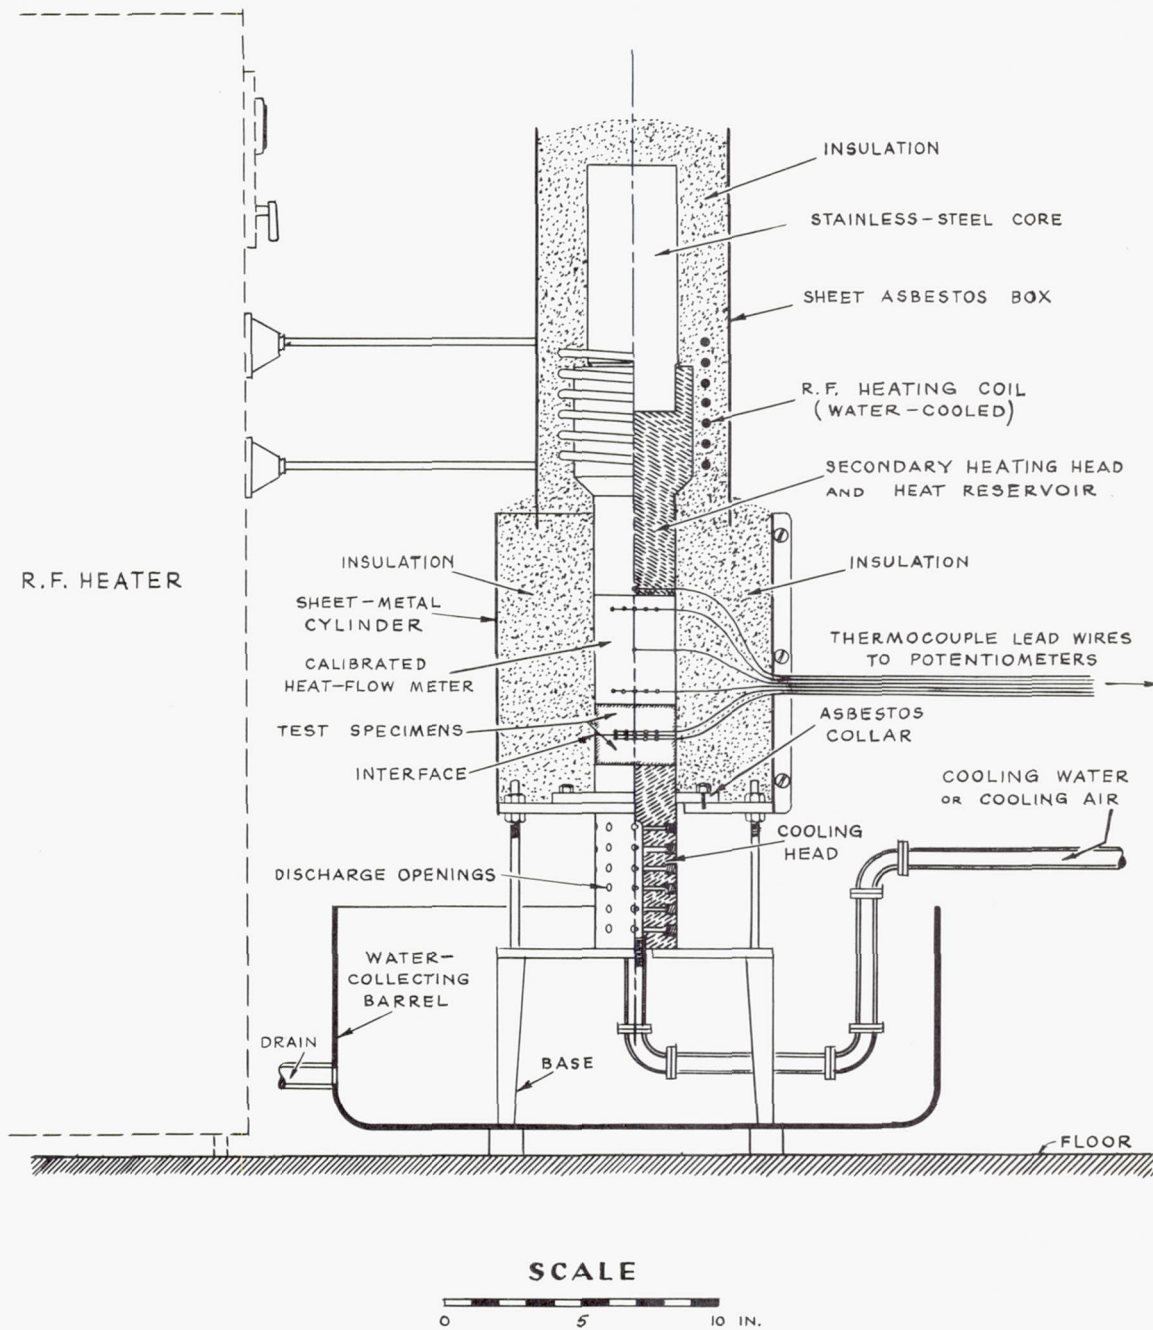 INSULATION
STAINLESS-STEEL CORE
SHEET ASBESTOS BOX
R.F. HEATING COIL
(WATER-COOLED)
SECONDARY HEATING HEAD
AND HEAT RESERVOIR
R.F. HEATER
INSULATION
INSULATION
SHEET-METAL
CYLINDER
CALIBRATED
HEAT-FLOW METER
THERMOCOUPLE LEAD WIRES
TO POTENTIOMETERS
TEST SPECIMENS
ASBESTOS
COLLAR
INTERFACE
COOLING WATER
OR COOLING AIR
COOLING
HEAD
DISCHARGE OPENINGS
WATER-
COLLECTING
BARREL
DRAIN
BASE
FLOOR
SCALE
0 5 10 IN.